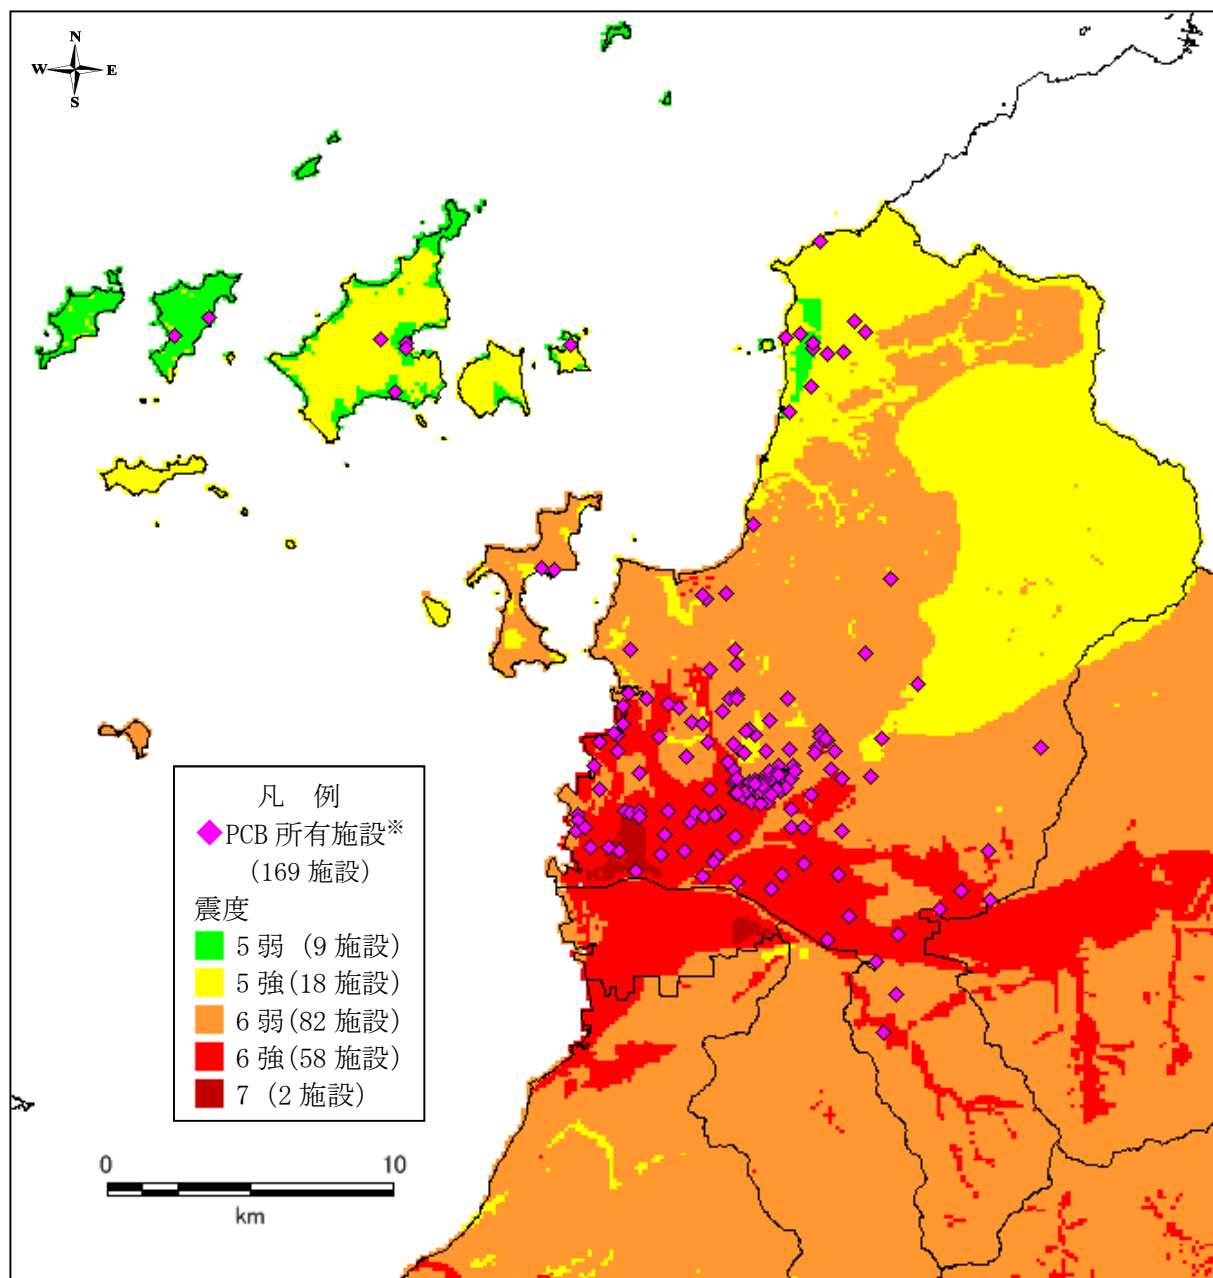 N
W E
S
凡 例
PCB 所有施設※
(169 施設)
震度
5 弱 (9 施設)
5 強(18 施設)
6 弱(82 施設)
6 強(58 施設)
7 (2 施設)
0 10
km